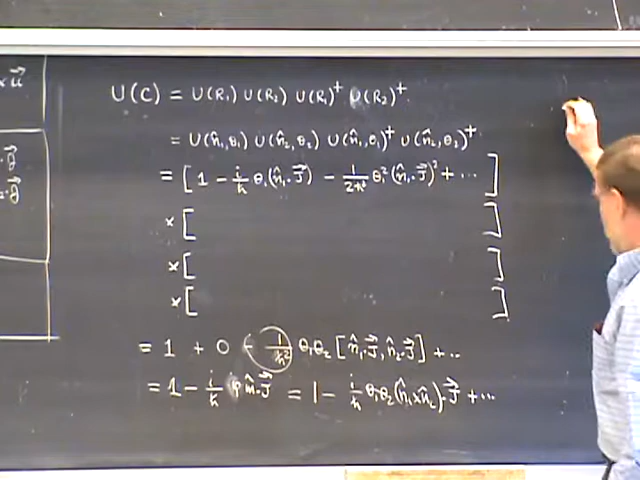 × u⃗
· J⃗
= · J⃗
U(C) = U(R₁) U(R₂) U(R₁)⁺ U(R₂)⁺
= U(n̂₁,θ₁) U(n̂₂,θ₂) U(n̂₁,θ₁)⁺ U(n̂₂,θ₂)⁺
= [ 1 - i/ħ θ₁(n̂₁·J⃗) - 1/2ħ² θ₁²(n̂₁·J⃗)² + ... ]
× [ ]
× [ ]
× [ ]
= 1 + 0 - 1/ħ² θ₁θ₂ [n̂₁·J⃗, n̂₂·J⃗] + ..
= 1 - i/ħ φ m̂·J⃗ = 1 - i/ħ θ₁θ₂(n̂₁×n̂₂)·J⃗ + ...